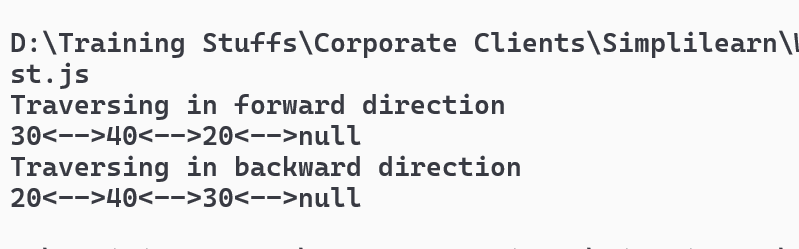 D:\Training Stuffs\Corporate Clients\Simplilearn\
st.js
Traversing in forward direction
30<-->40<-->20<-->null
Traversing in backward direction
20<-->40<-->30<-->null